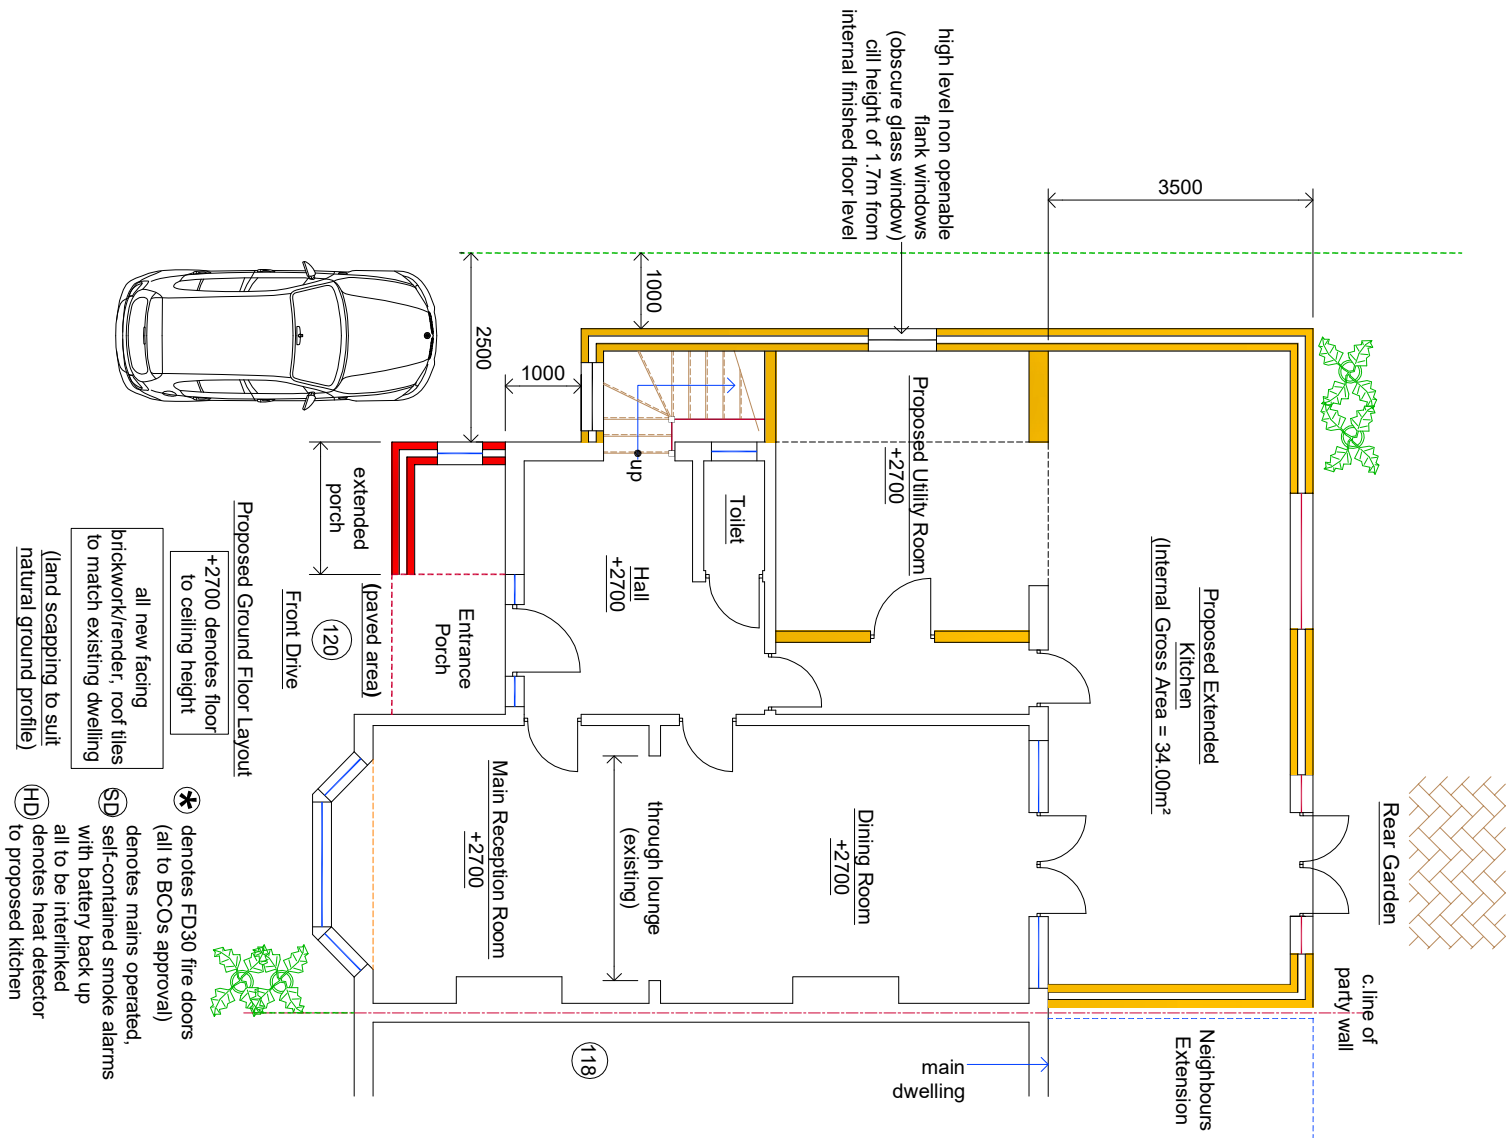 high level non openable
flank windows
(obscure glass window)
cill height of 1.7m from
internal finished floor level
3500
1000
2500
1000
Proposed Utility Room
+2700
up
Toilet
Hall
+2700
extended
porch
Entrance
Porch
(paved area)
120
Front Drive
Proposed Extended
Kitchen
(Internal Gross Area = 34.00m²
Rear Garden
c.line of
party wall
Neighbours
Extension
main
dwelling
118
Dining Room
+2700
through lounge
(existing)
Main Reception Room
+2700
Proposed Ground Floor Layout
+2700 denotes floor
to ceiling height
all new facing
brickwork/render, roof tiles
to match existing dwelling
(land scapping to suit
natural ground profile)
* denotes FD30 fire doors
(all to BCOs approval)
denotes mains operated,
SD self-contained smoke alarms
with battery back up
all to be interlinked
HD denotes heat detector
to proposed kitchen